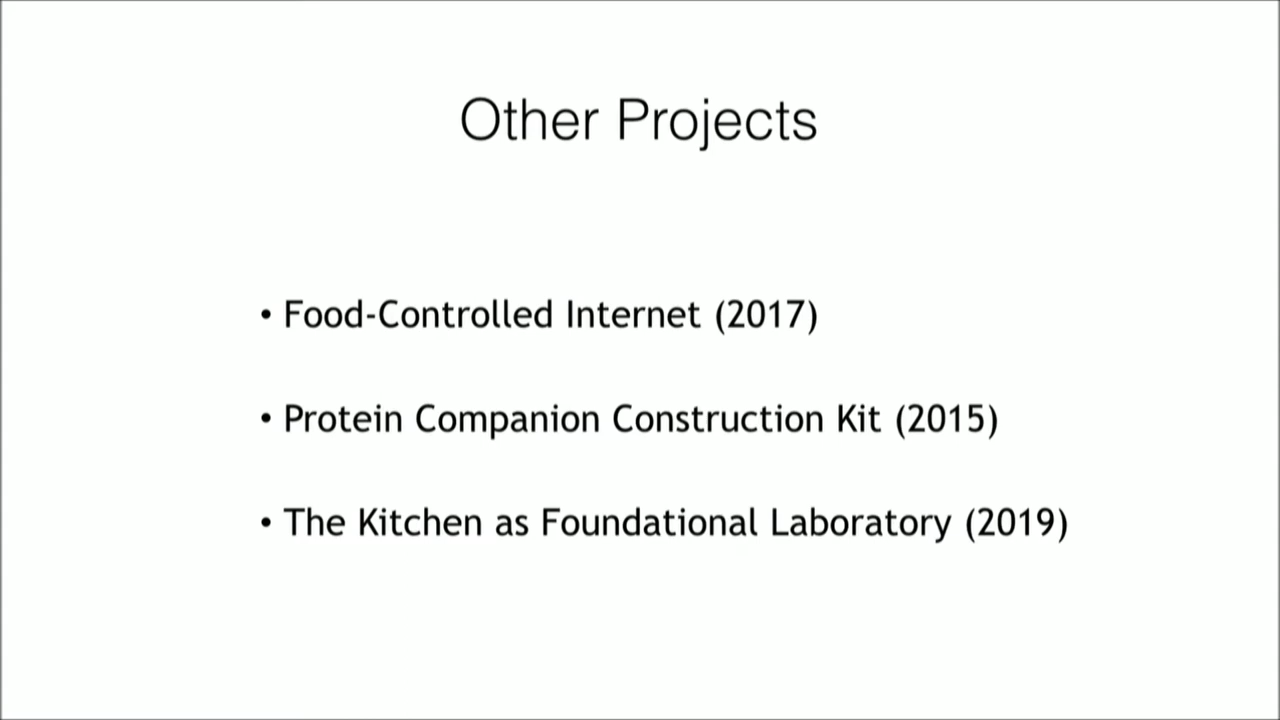 Other Projects
• Food-Controlled Internet (2017)
• Protein Companion Construction Kit (2015)
• The Kitchen as Foundational Laboratory (2019)